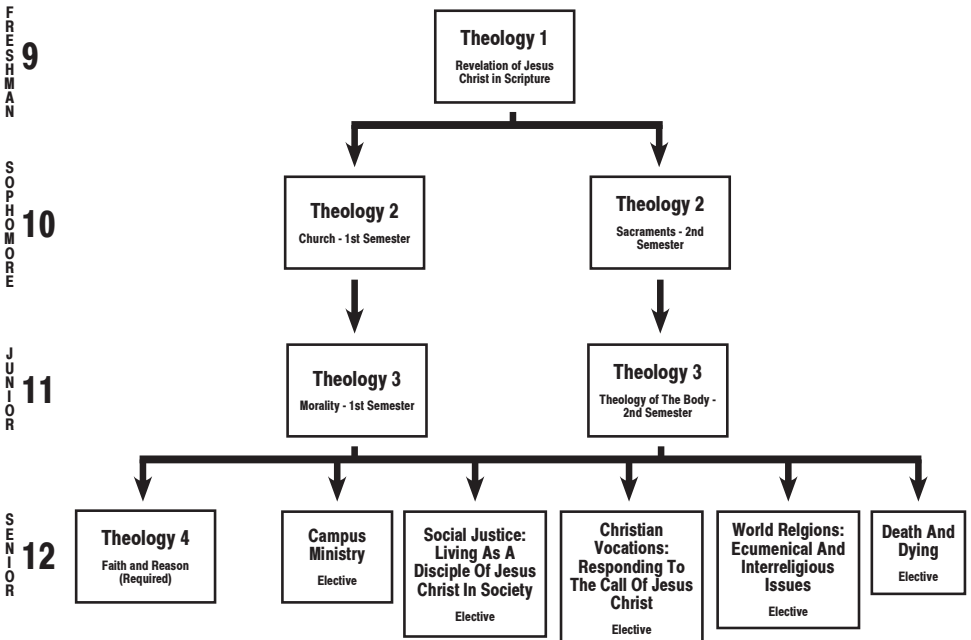 FRESHMAN
9
Theology 1
Revelation of Jesus
Christ in Scripture
SOPHOMORE
10
Theology 2
Church - 1st Semester
Theology 2
Sacraments - 2nd
Semester
JUNIOR
11
Theology 3
Morality - 1st Semester
Theology 3
Theology of The Body -
2nd Semester
SENIOR
12
Theology 4
Faith and Reason
(Required)
Campus
Ministry
Elective
Social Justice:
Living As A
Disciple Of Jesus
Christ In Society
Elective
Christian
Vocations:
Responding To
The Call Of Jesus
Christ
Elective
World Relgions:
Ecumenical And
Interreligious
Issues
Elective
Death And
Dying
Elective